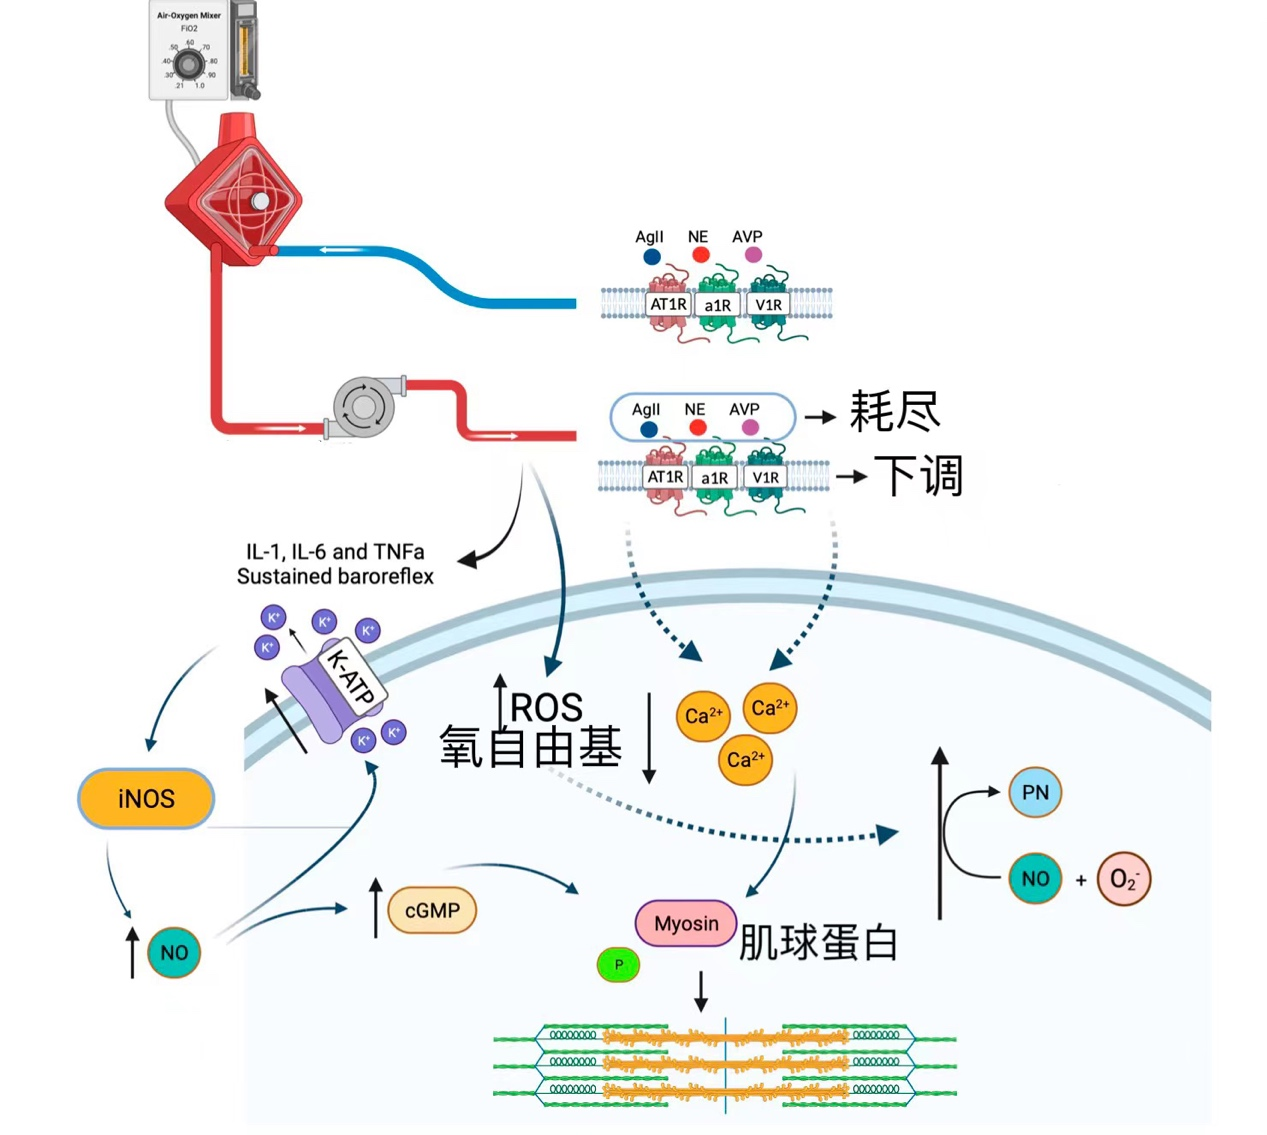 Air-Oxygen Mixer
FiO2
.60
.50 .70
.40 .80
.30 .90
.21 1.0
AgII NE AVP
AT1R a1R V1R
AgII NE AVP
耗尽
AT1R a1R V1R
下调
IL-1, IL-6 and TNFa
Sustained baroreflex
K⁺ K⁺ K⁺
K⁺
K-ATP
K⁺ K⁺
ROS
氧自由基
Ca²⁺ Ca²⁺
Ca²⁺
iNOS
PN
NO + O₂⁻
cGMP
Myosin
肌球蛋白
NO
P